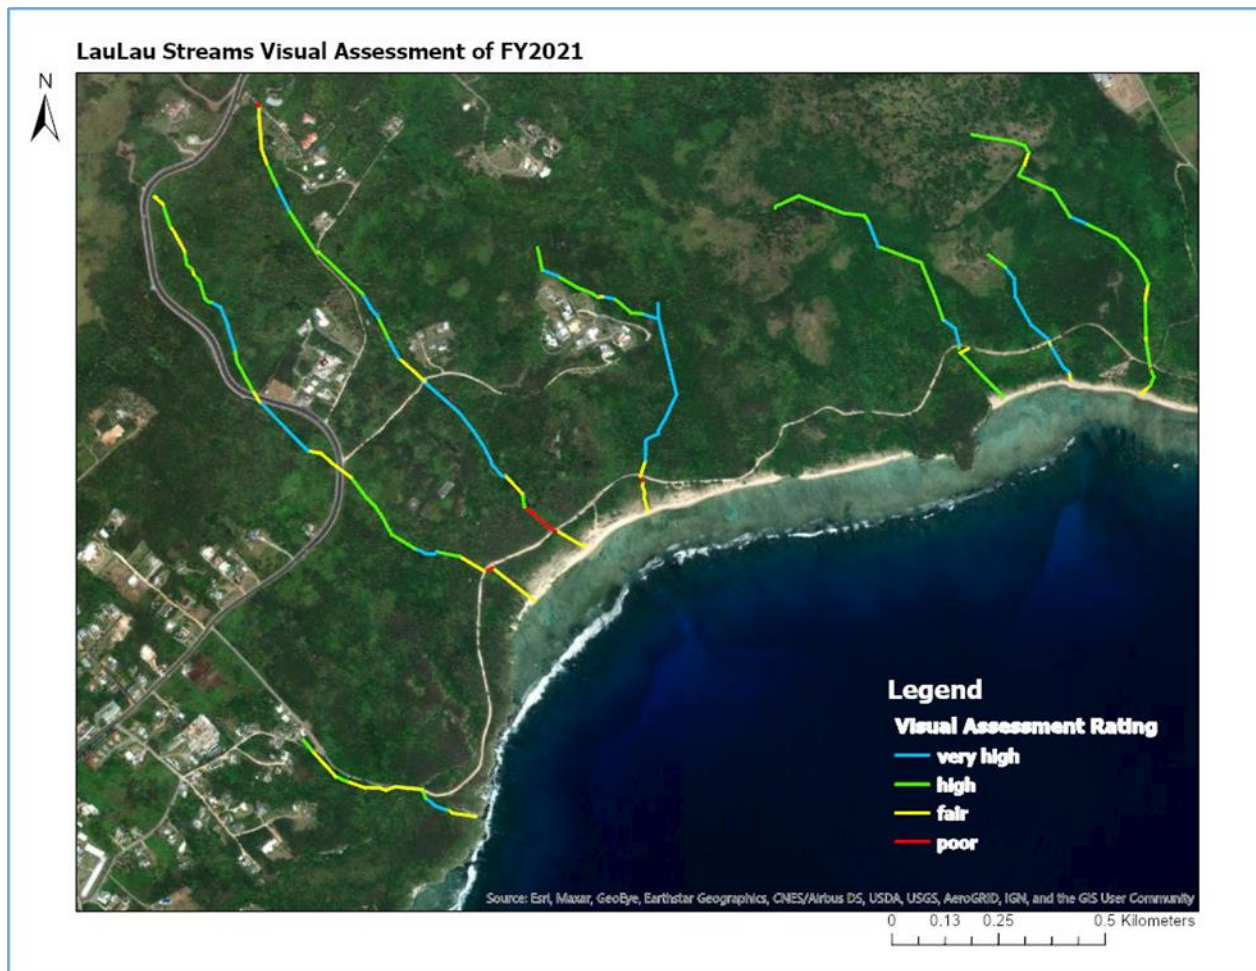 LauLau Streams Visual Assessment of FY2021
N
Legend
Visual Assessment Rating
very high
high
fair
poor
Source: Esri, Maxar, GeoEye, Earthstar Geographics, CNES/Airbus DS, USDA, USGS, AeroGRID, IGN, and the GIS User Community
0 0.13 0.25 0.5 Kilometers